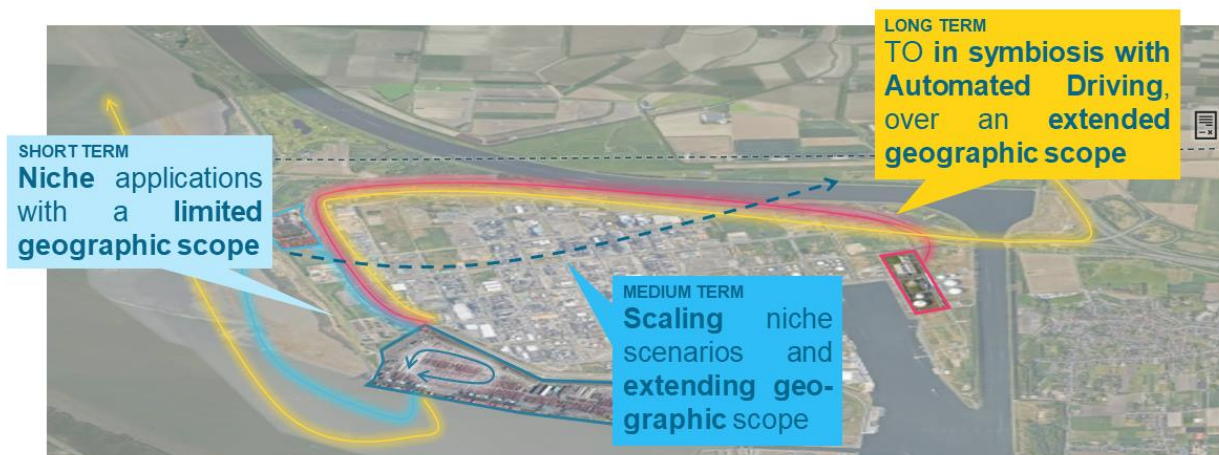 SHORT TERM
Niche applications
with a limited
geographic scope
MEDIUM TERM
Scaling niche
scenarios and
extending geo-
graphic scope
LONG TERM
TO in symbiosis with
Automated Driving,
over an extended
geographic scope